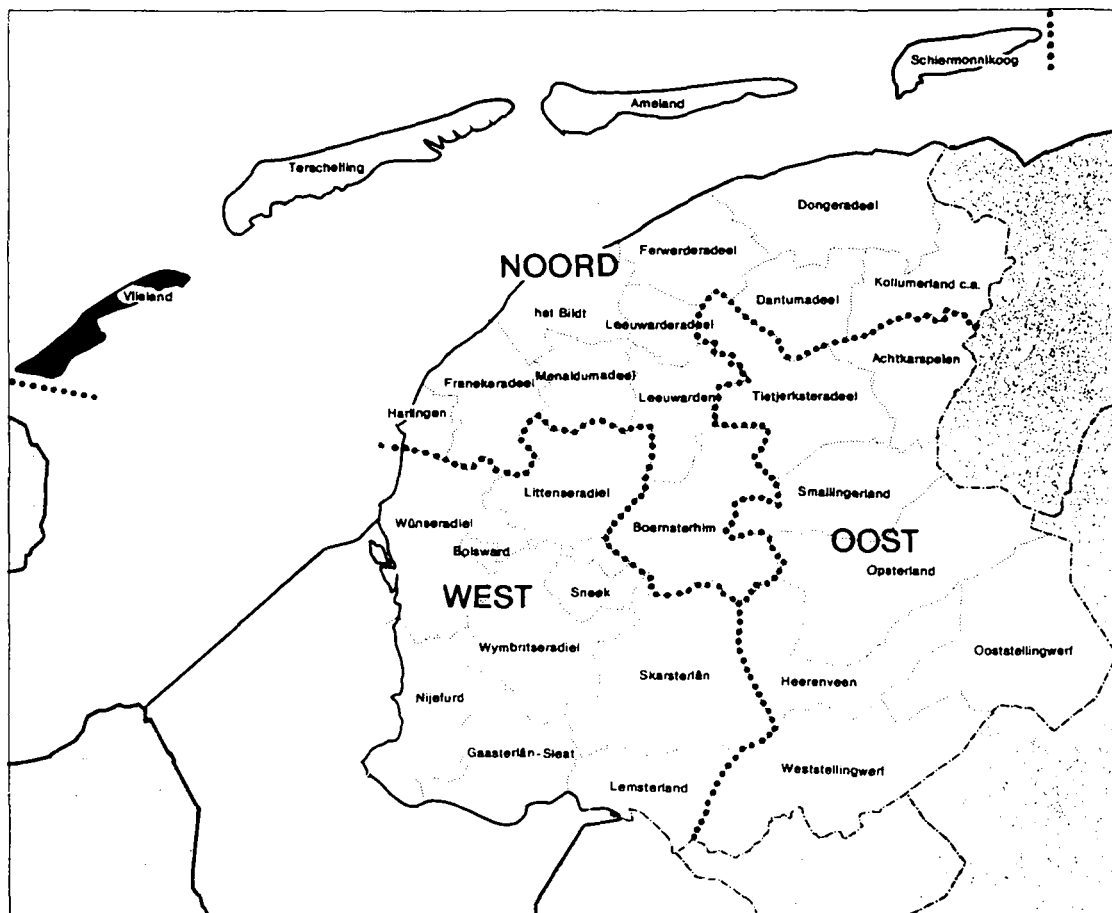 Schiermonnikoog
Ameland
Terschelling
Dongeradeel
Ferwerderadeel
NOORD
Kollumerland c.a.
Vlieland
Dantumadeel
het Bildt
Leeuwarderadeel
Achtkarspelen
Menaldumadeel
Franekeradeel
Leeuwarden
Tietjerksteradeel
Harlingen
Littenseradiel
Smallingerland
Wûnseradiel
Boarnsterhim
OOST
Bolsward
Opsterland
Sneek
WEST
Wymbritseradiel
Ooststellingwerf
Skarsterlân
Heerenveen
Nijefurd
Gaasterlân-Sleat
Weststellingwerf
Lemsterland